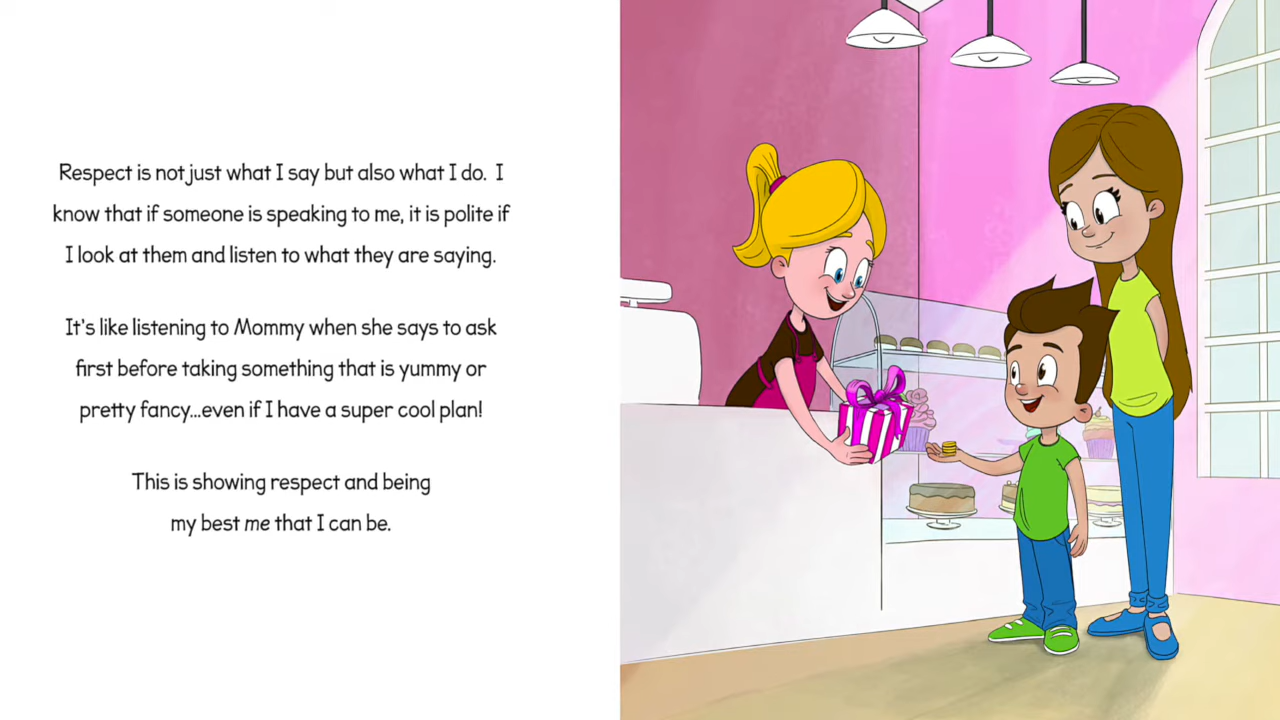 Respect is not just what I say but also what I do. I
know that if someone is speaking to me, it is polite if
I look at them and listen to what they are saying.
It's like listening to Mommy when she says to ask
first before taking something that is yummy or
pretty fancy...even if I have a super cool plan!
This is showing respect and being
my best me that I can be.